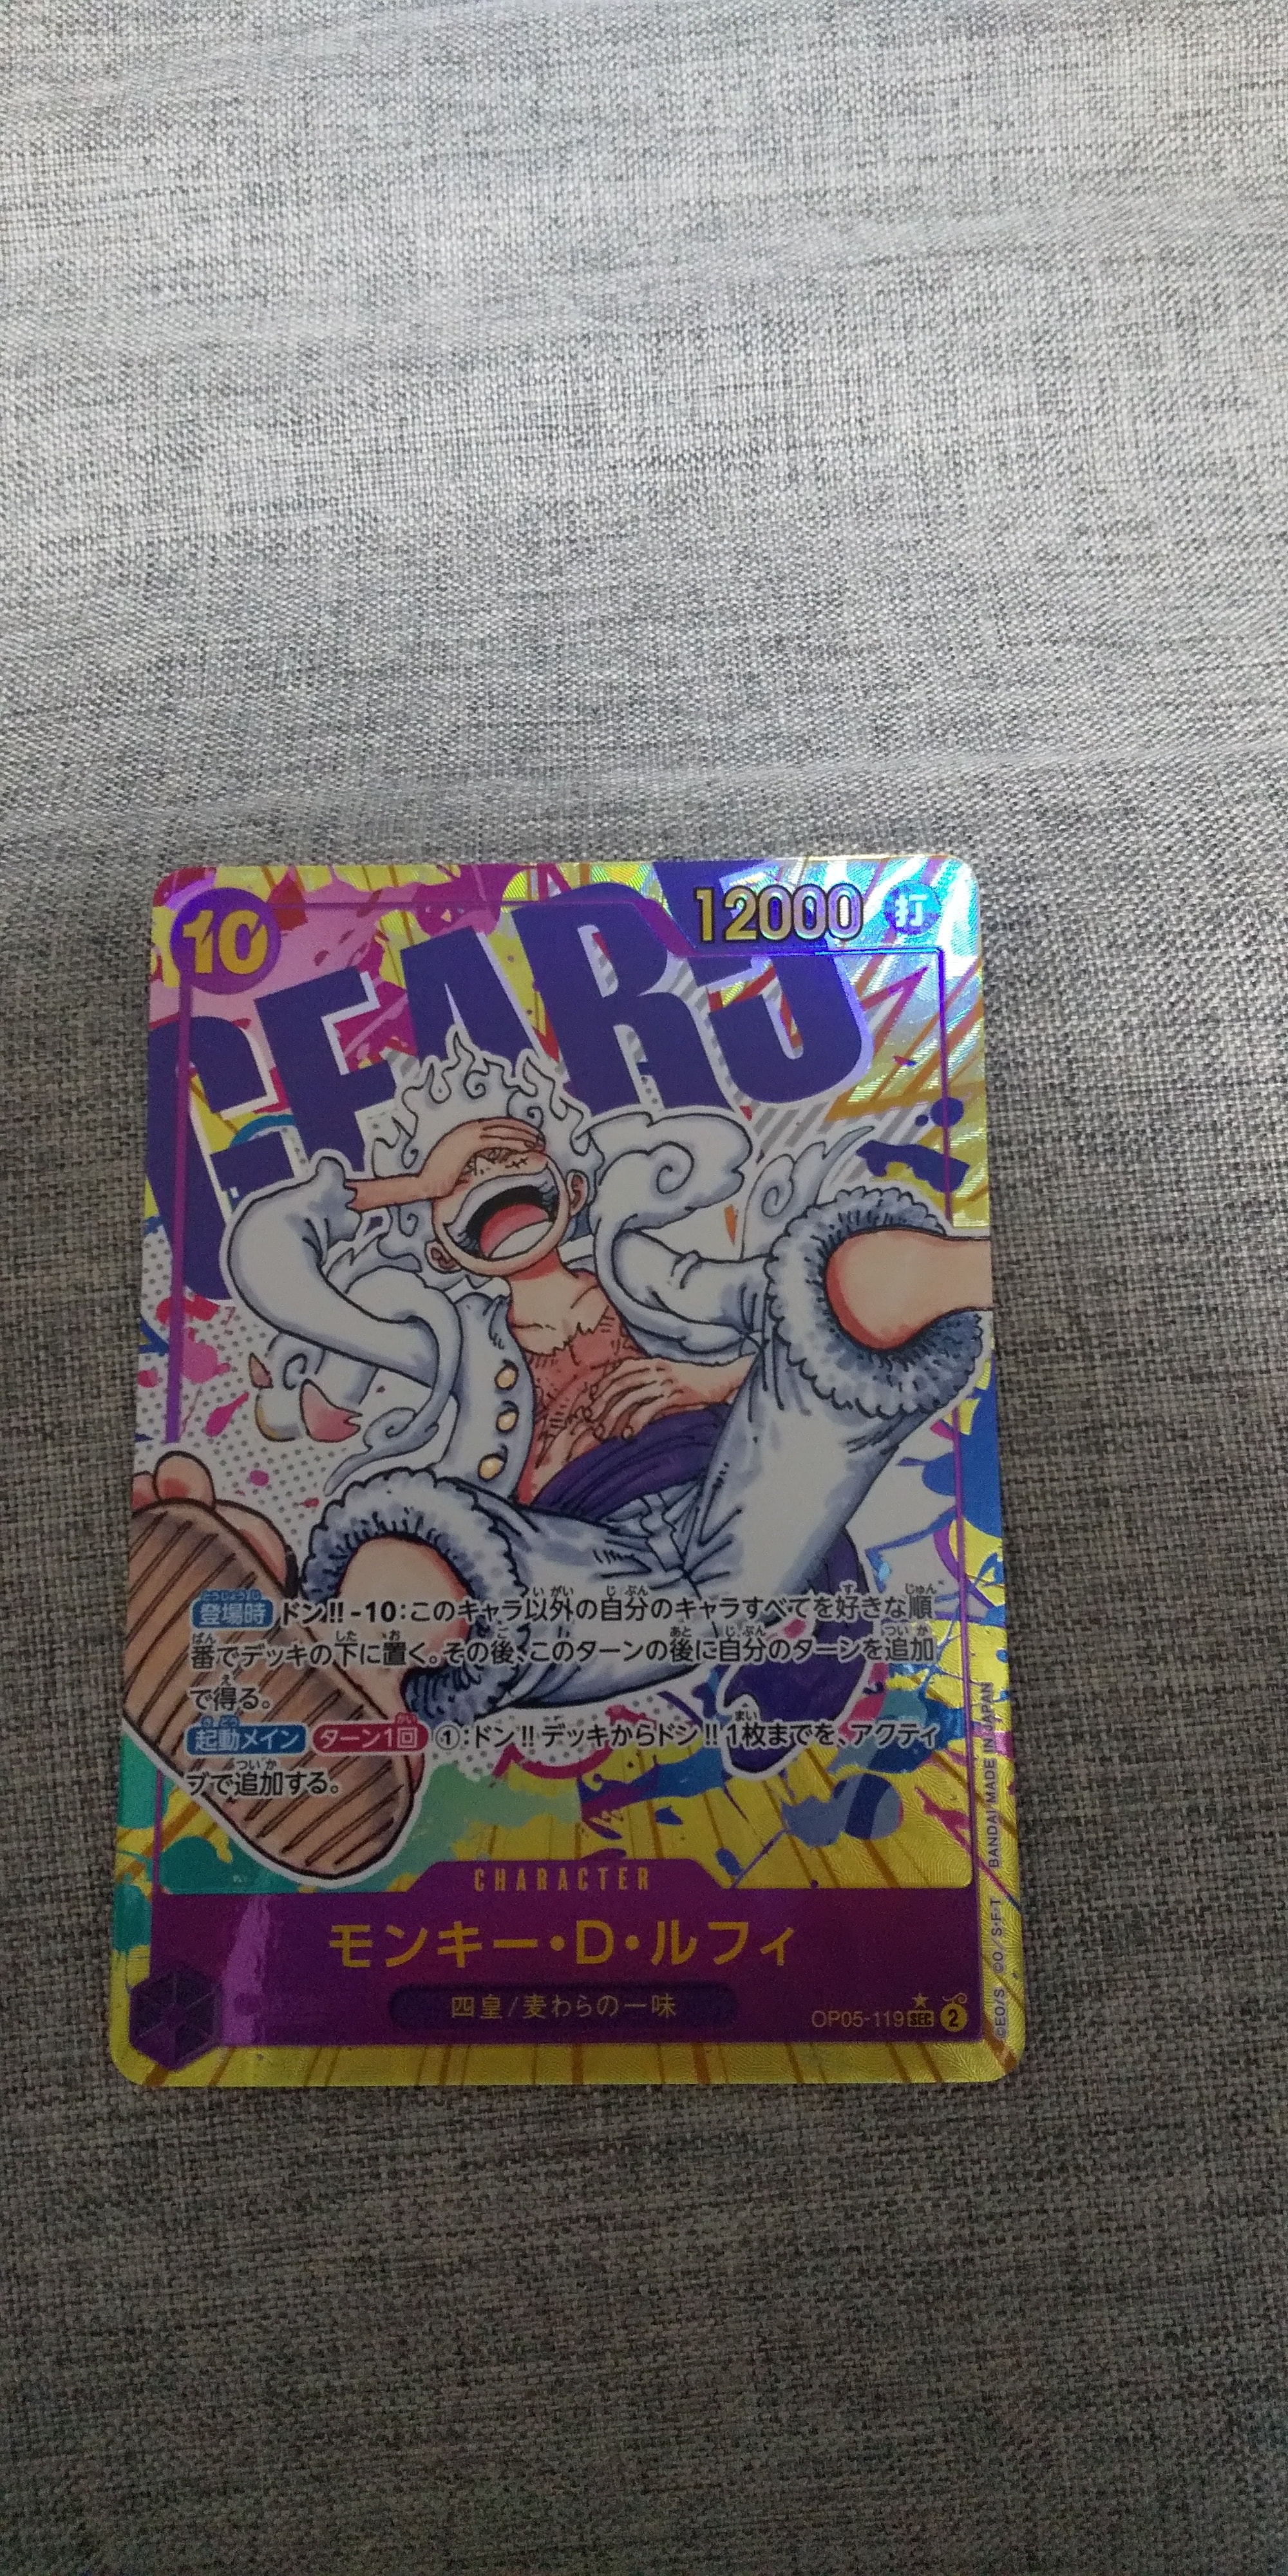 10
12000 打
GEAR5
登場時 ドン!!-10:このキャラ以外の自分のキャラすべてを好きな順
番でデッキの下に置く。その後、このターンの後に自分のターンを追加
で得る。
起動メイン ターン1回 ①:ドン!!デッキからドン!!1枚までを、アクティ
ブで追加する。
CHARACTER
モンキー・D・ルフィ
四皇/麦わらの一味
OP05-119 SEC 2
©EO/S ©O/S・F・T BANDAI MADE IN JAPAN